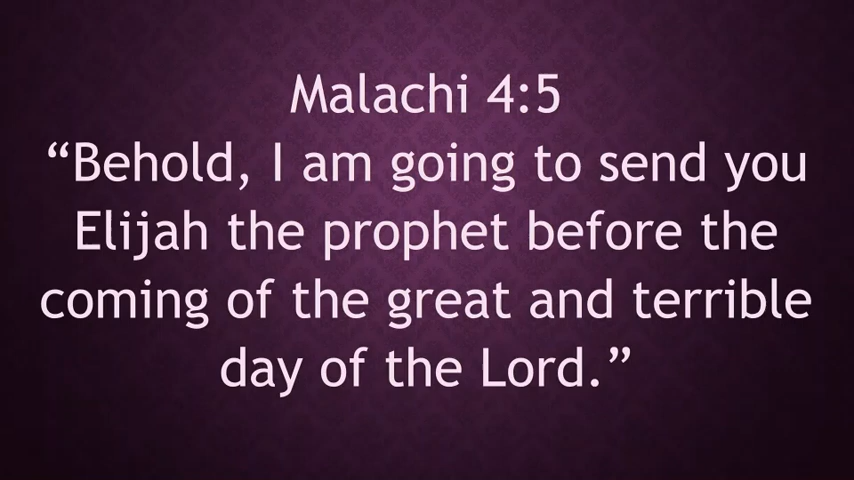 Malachi 4:5
“Behold, I am going to send you
Elijah the prophet before the
coming of the great and terrible
day of the Lord.”